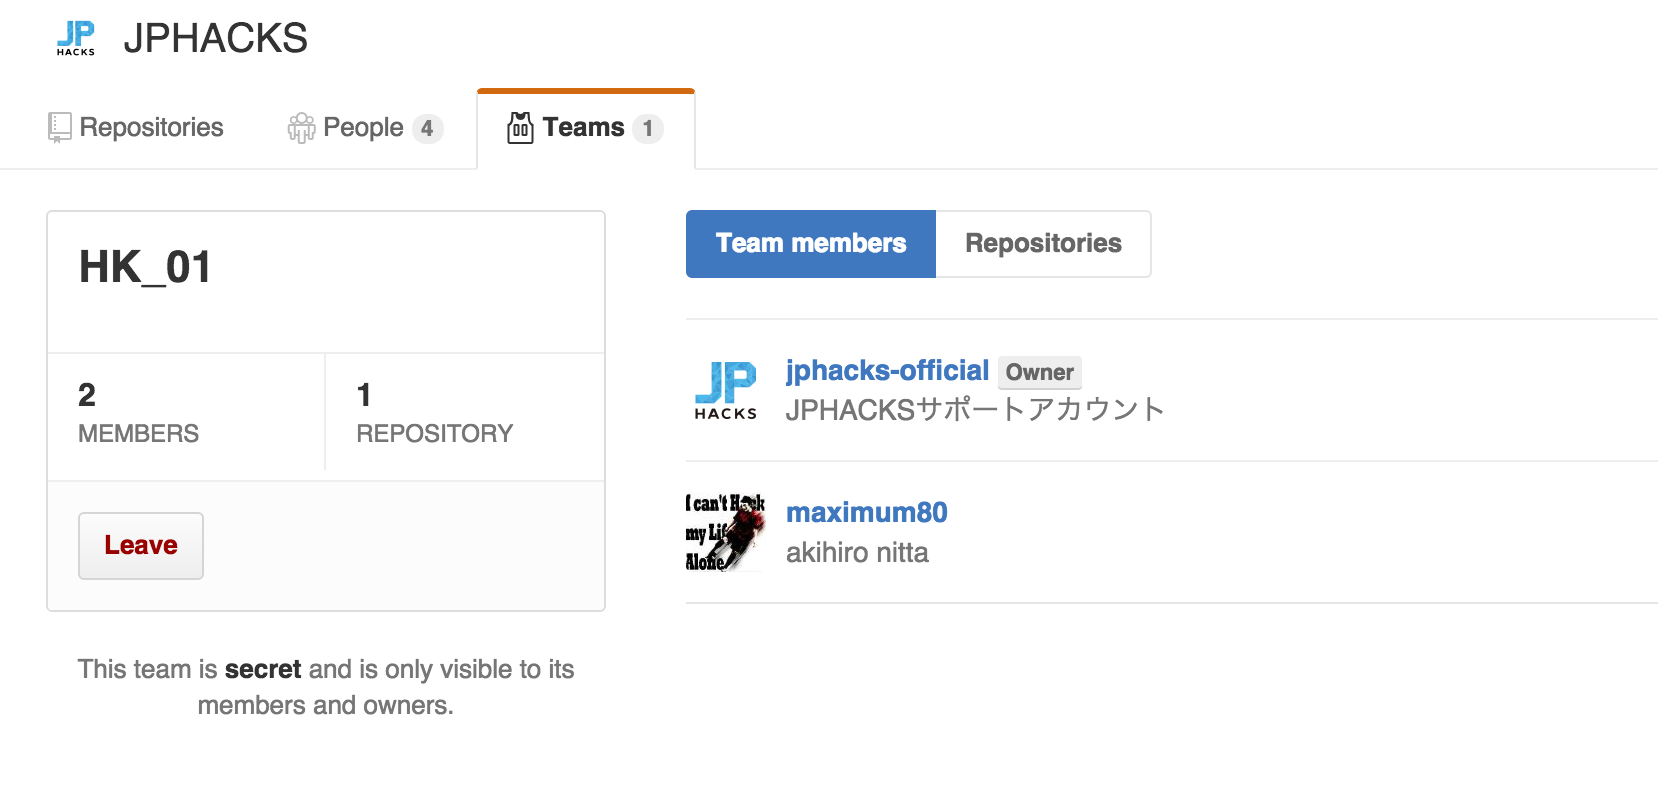 JP
HACKS
JPHACKS
Repositories
People 4
Teams 1
HK_01
2
MEMBERS
1
REPOSITORY
Leave
This team is secret and is only visible to its
members and owners.
Team members
Repositories
JP
HACKS
jphacks-official Owner
JPHACKSサポートアカウント
I can't Hack
my Life
Alone
maximum80
akihiro nitta